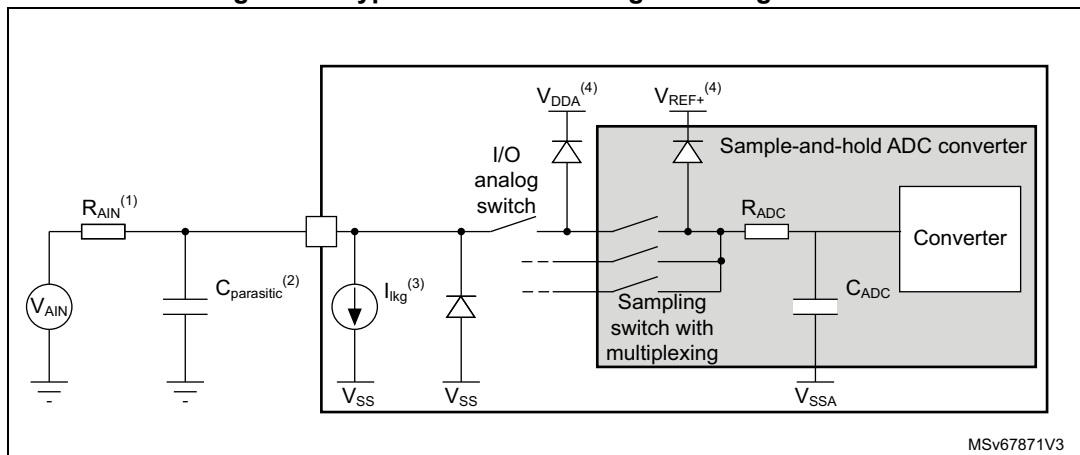 V_DDA^(4)
V_REF+^(4)
Sample-and-hold ADC converter
I/O
analog
switch
R_AIN^(1)
R_ADC
Converter
V_AIN
C_parasitic^(2)
I_lkg^(3)
C_ADC
Sampling
switch with
multiplexing
V_SS
V_SS
V_SSA
MSv67871V3